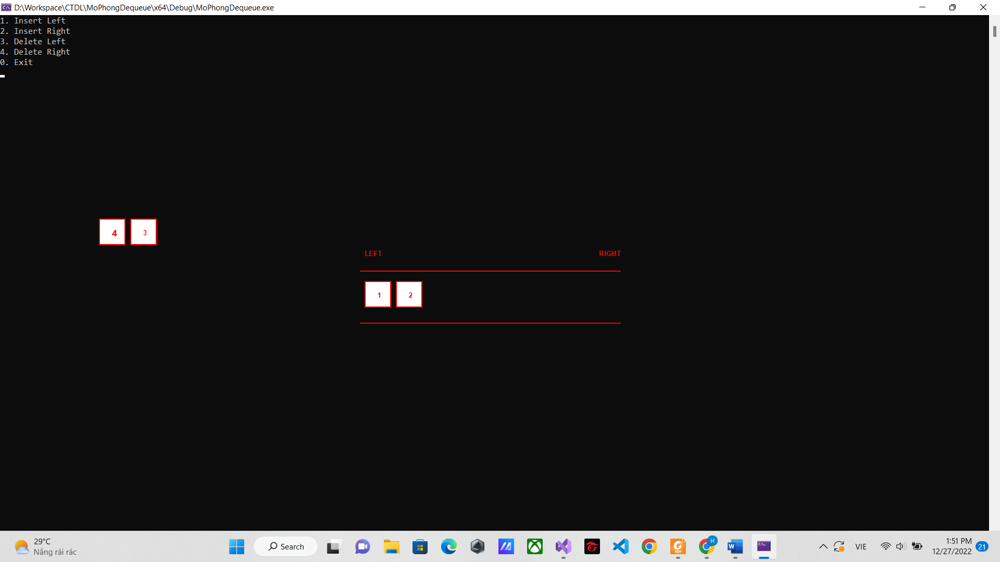 D:\Workspace\CTDL\MoPhongDequeue\x64\Debug\MoPhongDequeue.exe
1. Insert Left
2. Insert Right
3. Delete Left
4. Delete Right
0. Exit
4 3
LEFT RIGHT
1 2
29°C
Nắng rải rác
Search
PDF
H
W
VIE
1:51 PM
12/27/2022
21